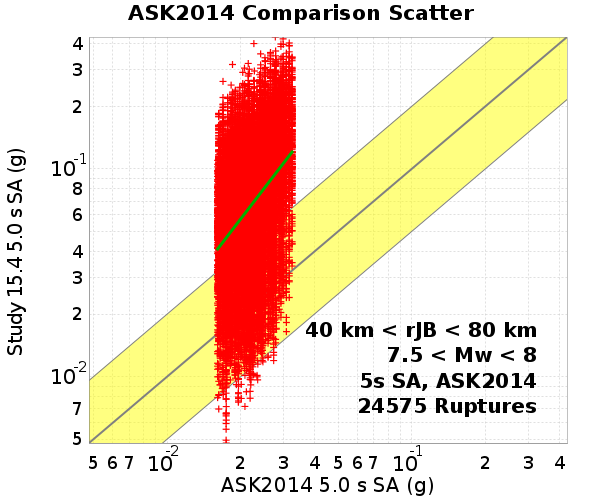 ASK2014 Comparison Scatter
Study 15.4 5.0 s SA (g)
4
3
2
10-1
8
6
4
3
2
10-2
7
5
40 km < rJB < 80 km
7.5 < Mw < 8
5s SA, ASK2014
24575 Ruptures
5 6 7 10-2 2 3 4 5 6 7 10-1 2 3 4
ASK2014 5.0 s SA (g)